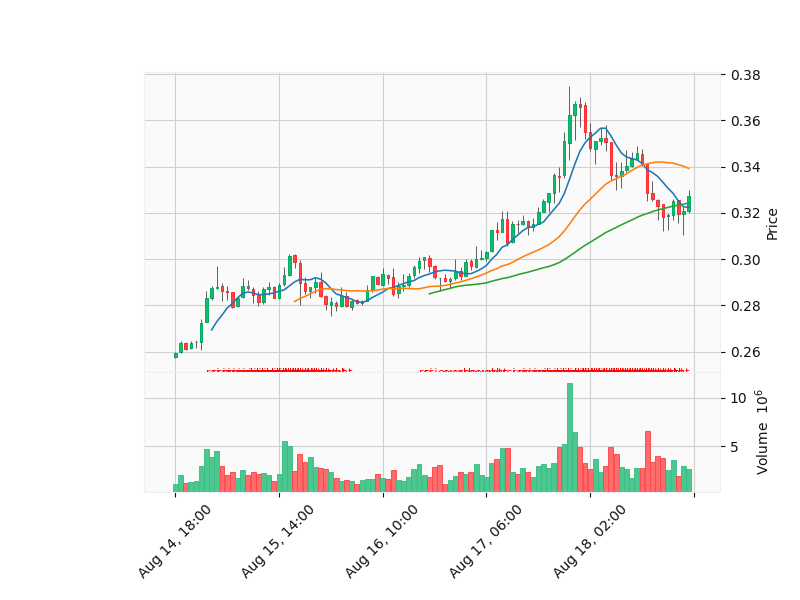 0.38
0.36
0.34
0.32
0.30
0.28
0.26
Price
10
5
Volume 10⁶
Aug 14, 18:00
Aug 15, 14:00
Aug 16, 10:00
Aug 17, 06:00
Aug 18, 02:00